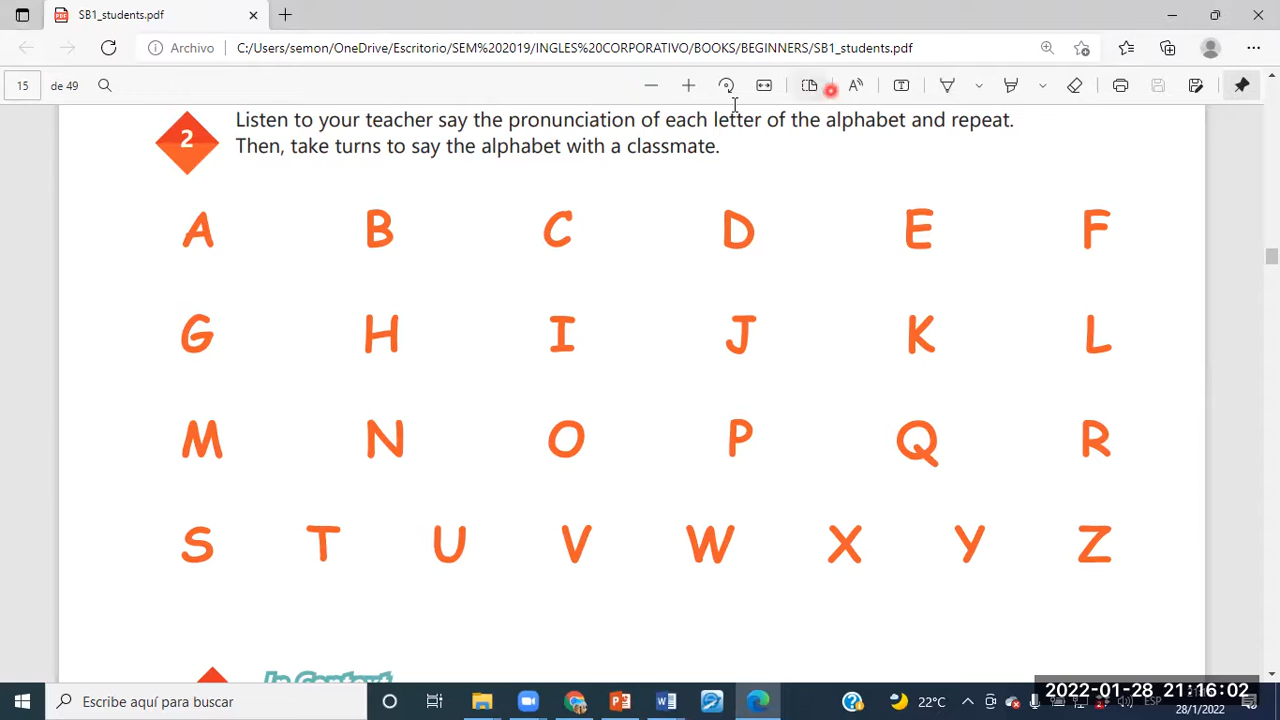 SB1_students.pdf
Archivo C:/Users/semon/OneDrive/Escritorio/SEM%202019/INGLES%20CORPORATIVO/BOOKS/BEGINNERS/SB1_students.pdf
15 de 49
2
Listen to your teacher say the pronunciation of each letter of the alphabet and repeat.
Then, take turns to say the alphabet with a classmate.
A B C D E F
G H I J K L
M N O P Q R
S T U V W X Y Z
In Context
Escribe aquí para buscar
22°C
ESP
2022-01-28 21:16:02
28/1/2022